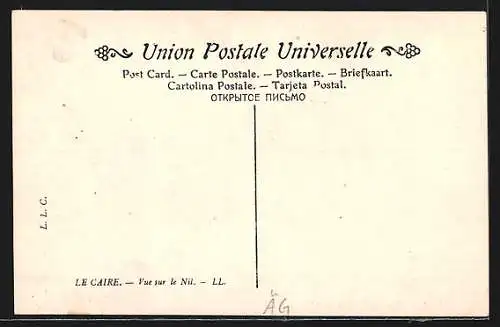 Union Postale Universelle
Post Card. — Carte Postale. — Postkarte. — Briefkaart.
Cartolina Postale. — Tarjeta Postal.
ОТКРЫТОЕ ПИСЬМО
L. L. C.
LE CAIRE. — Vue sur le Nil. — LL.
ÄG